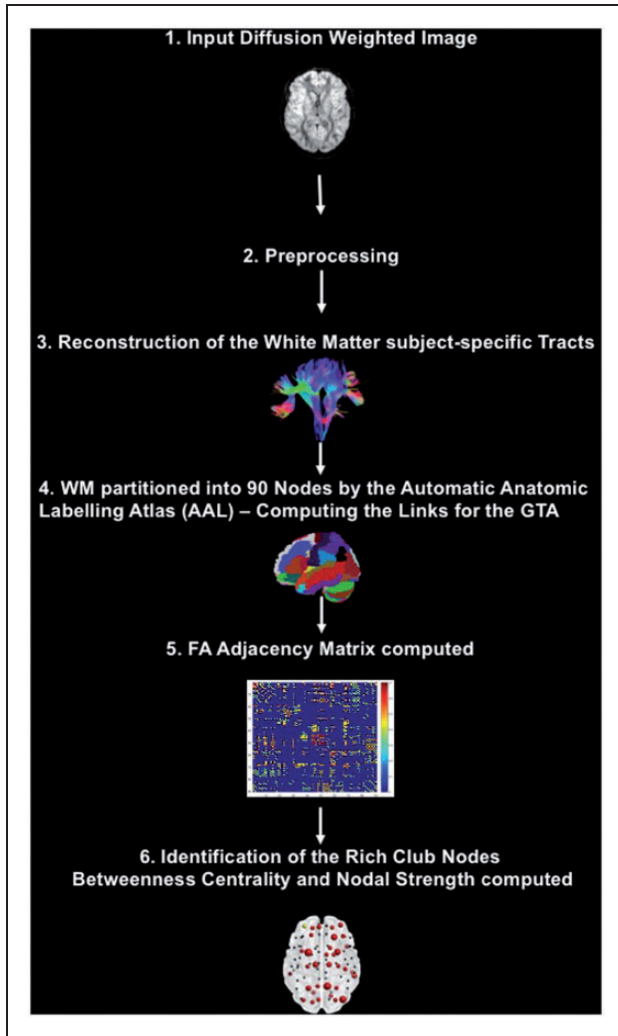 1. Input Diffusion Weighted Image
2. Preprocessing
3. Reconstruction of the White Matter subject-specific Tracts
4. WM partitioned into 90 Nodes by the Automatic Anatomic
Labelling Atlas (AAL) – Computing the Links for the GTA
5. FA Adjacency Matrix computed
6. Identification of the Rich Club Nodes
Betweenness Centrality and Nodal Strength computed